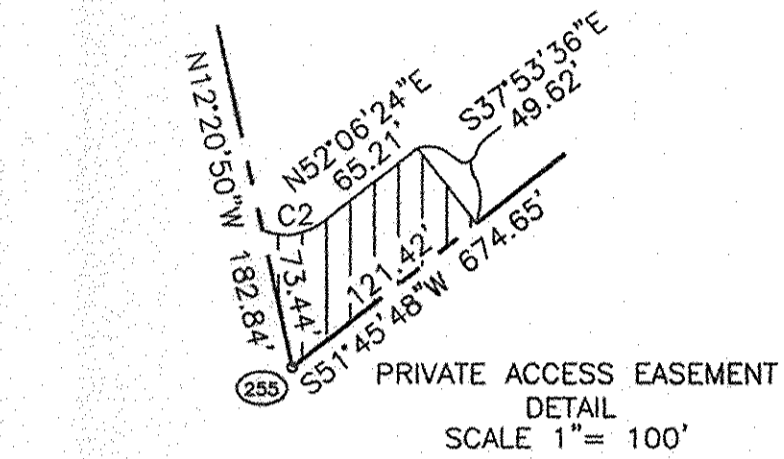 N12°20'50"W 182.84'
N52°06'24"E
65.21'
S37°53'36"E
49.62'
C2
73.44'
121.42'
S51°45'48"W 674.65'
255
PRIVATE ACCESS EASEMENT
DETAIL
SCALE 1"= 100'